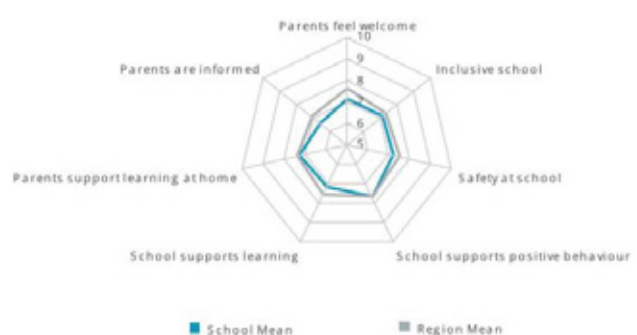 Parents feel welcome
10
Parents are informed
9
Inclusive school
8
7
6
5
Parents support learning at home
Safety at school
School supports learning
School supports positive behaviour
School Mean
Region Mean